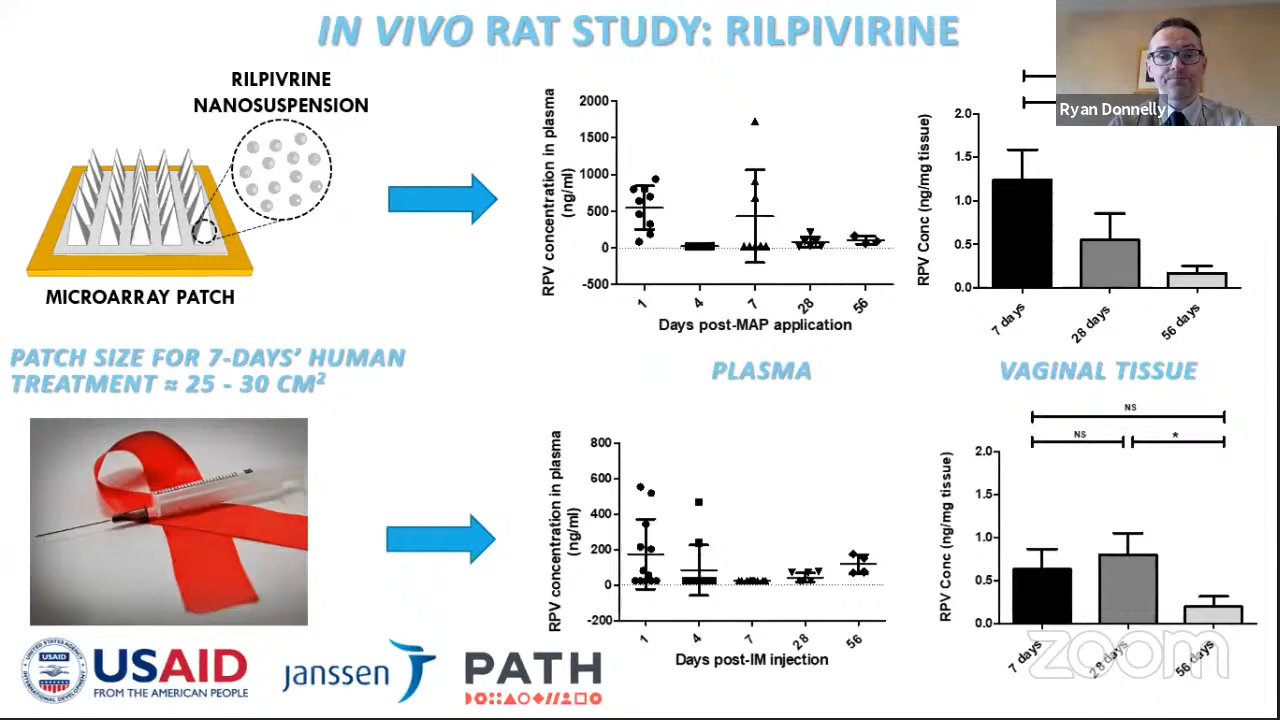 IN VIVO RAT STUDY: RILPIVIRINE
Ryan Donnelly
RILPIVRINE
NANOSUSPENSION
MICROARRAY PATCH
RPV concentration in plasma
(ng/ml)
2000
1500
1000
500
0
-500
1
4
7
28
56
Days post-MAP application
RPV Conc (ng/mg tissue)
2.0
1.5
1.0
0.5
0.0
7 days
28 days
56 days
PATCH SIZE FOR 7-DAYS' HUMAN
TREATMENT ≈ 25 - 30 CM²
PLASMA
VAGINAL TISSUE
RPV concentration in plasma
(ng/ml)
800
600
400
200
0
-200
1
4
7
28
56
Days post-IM injection
NS
NS
*
RPV Conc (ng/mg tissue)
2.0
1.5
1.0
0.5
0.0
7 days
28 days
56 days
zoom
UNITED STATES AGENCY
INTERNATIONAL DEVELOPMENT
USAID
USAID
FROM THE AMERICAN PEOPLE
janssen
PATH